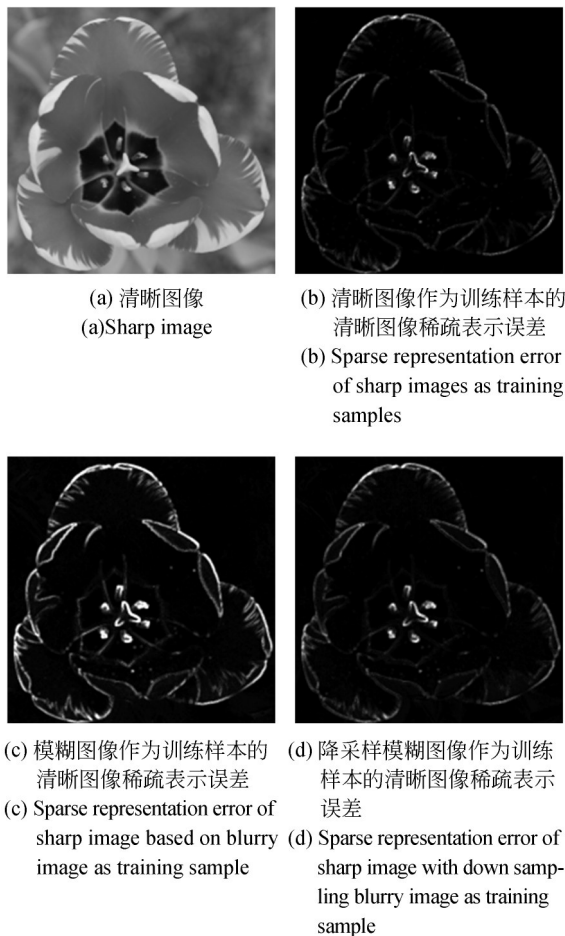 (a) 清晰图像
(a)Sharp image
(b) 清晰图像作为训练样本的
清晰图像稀疏表示误差
(b) Sparse representation error
of sharp images as training
samples
(c) 模糊图像作为训练样本的
清晰图像稀疏表示误差
(c) Sparse representation error of
sharp image based on blurry
image as training sample
(d) 降采样模糊图像作为训练
样本的清晰图像稀疏表示
误差
(d) Sparse representation error of
sharp image with down samp-
ling blurry image as training
sample